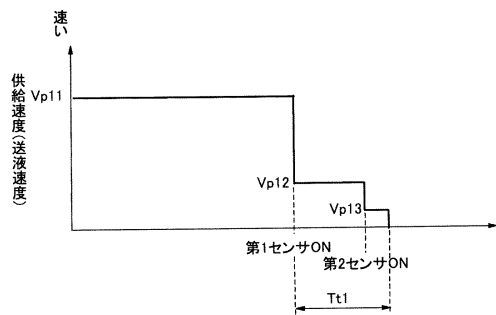 速い
供給速度(送液速度)
Vp11
Vp12
Vp13
第1センサON
第2センサON
Tt1